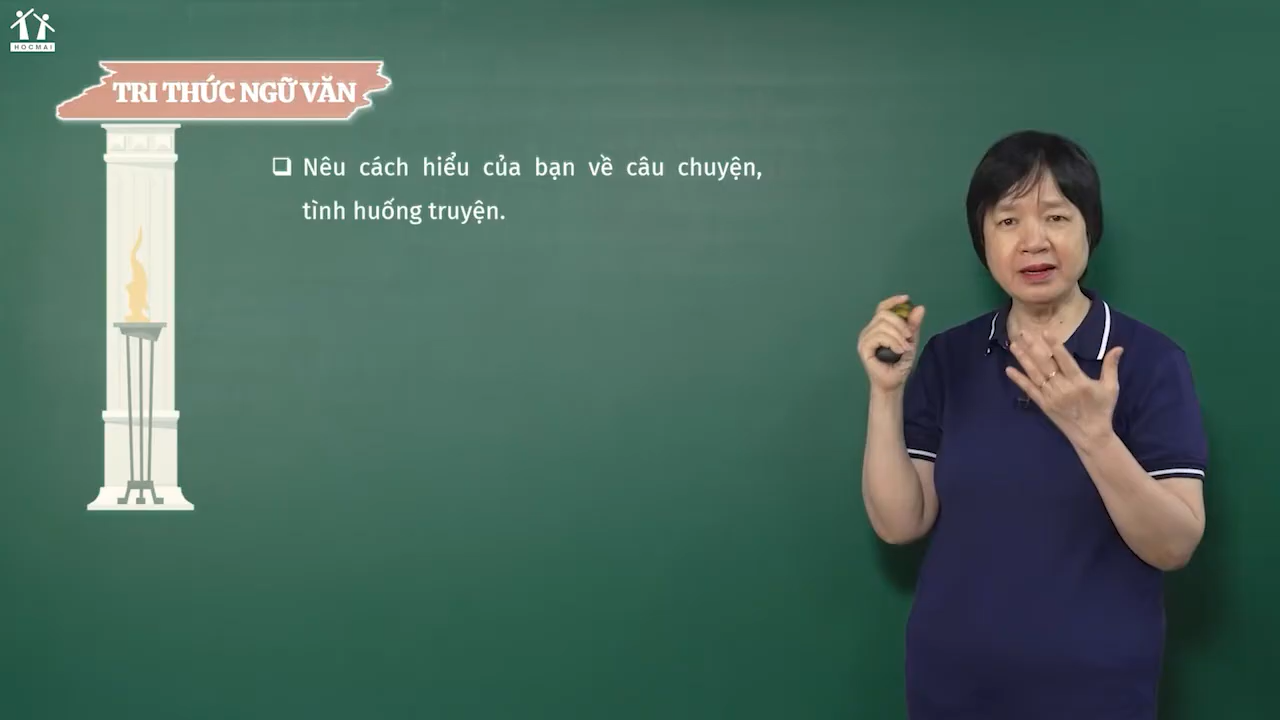 HOCMAI
TRI THỨC NGỮ VĂN
❑ Nêu cách hiểu của bạn về câu chuyện,
tình huống truyện.